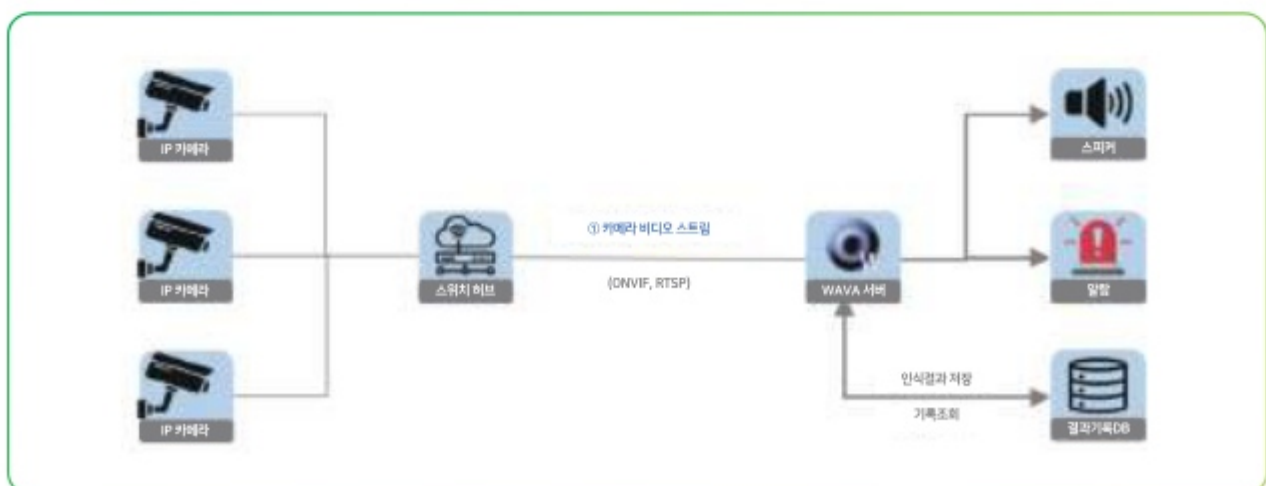 IP 카메라
스피커
IP 카메라
스위치 허브
① 카메라 비디오 스트림
(ONVIF, RTSP)
WAVA 서버
알람
IP 카메라
인식결과 저장
기록조회
결과기록DB